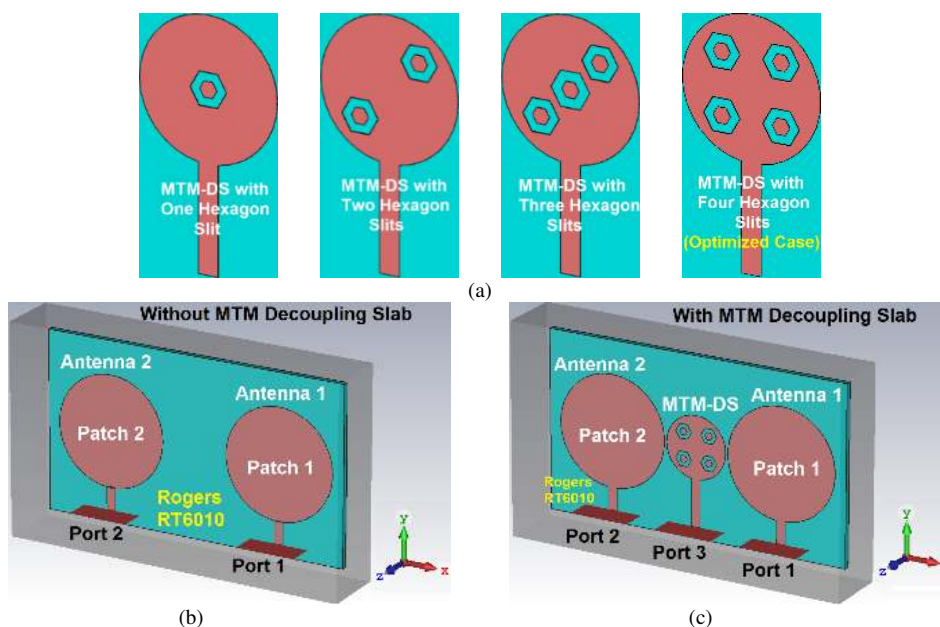 MTM-DS with
One Hexagon
Slit
MTM-DS with
Two Hexagon
Slits
MTM-DS with
Three Hexagon
Slits
MTM-DS with
Four Hexagon
Slits
(Optimized Case)
(a)
Without MTM Decoupling Slab
Antenna 2
Antenna 1
Patch 2
Patch 1
Rogers
RT6010
Port 2
Port 1
y
z
x
(b)
With MTM Decoupling Slab
Antenna 2
Antenna 1
MTM-DS
Patch 2
Patch 1
Rogers
RT6010
Port 2
Port 3
Port 1
y
z
(c)